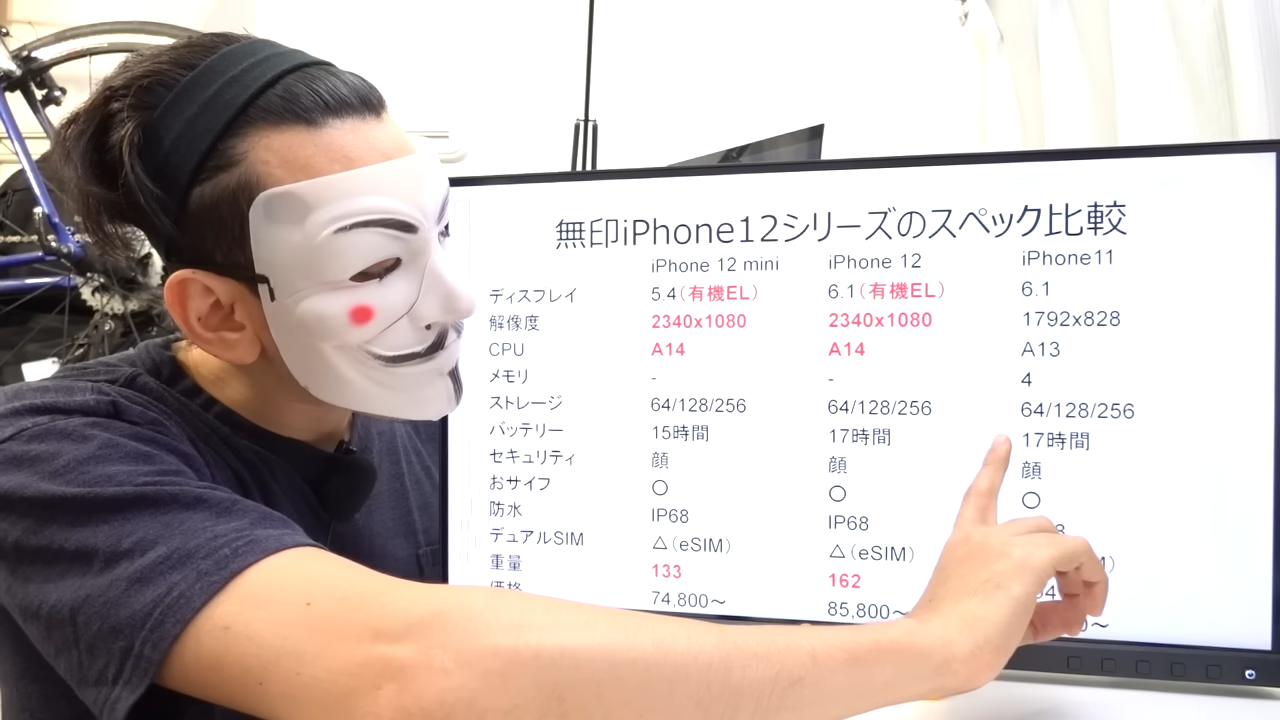 無印iPhone12シリーズのスペック比較
iPhone 12 mini iPhone 12 iPhone11
ディスプレイ 5.4(有機EL) 6.1(有機EL) 6.1
解像度 2340x1080 2340x1080 1792x828
CPU A14 A14 A13
メモリ - - 4
ストレージ 64/128/256 64/128/256 64/128/256
バッテリー 15時間 17時間 17時間
セキュリティ 顔 顔 顔
おサイフ ○ ○ ○
防水 IP68 IP68
デュアルSIM △(eSIM) △(eSIM)
重量 133 162
価格 74,800～ 85,800～